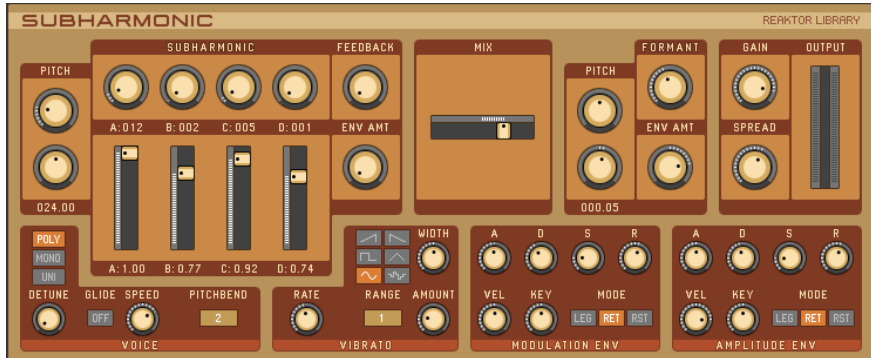 SUBHARMONIC
REAKTOR LIBRARY
SUBHARMONIC
FEEDBACK
MIX
FORMANT
GAIN
OUTPUT
PITCH
PITCH
A:012 B:002 C:005 D:001
ENV AMT
ENV AMT
SPREAD
024.00
000.05
A:1.00 B:0.77 C:0.92 D:0.74
POLY
MONO
UNI
WIDTH
A D S R
A D S R
DETUNE GLIDE SPEED PITCHBEND
OFF
2
RATE RANGE AMOUNT
1
VEL KEY MODE
LEG RET RST
VEL KEY MODE
LEG RET RST
VOICE
VIBRATO
MODULATION ENV
AMPLITUDE ENV